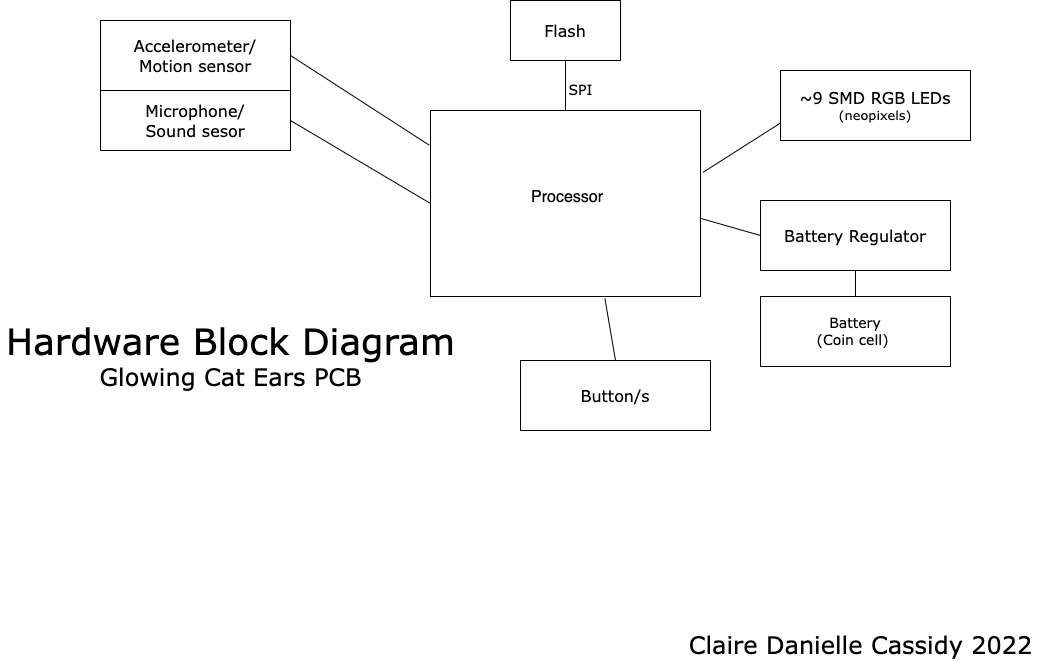 Flash
Accelerometer/
Motion sensor
SPI
~9 SMD RGB LEDs
(neopixels)
Microphone/
Sound sesor
Processor
Battery Regulator
Battery
(Coin cell)
Hardware Block Diagram
Glowing Cat Ears PCB
Button/s
Claire Danielle Cassidy 2022